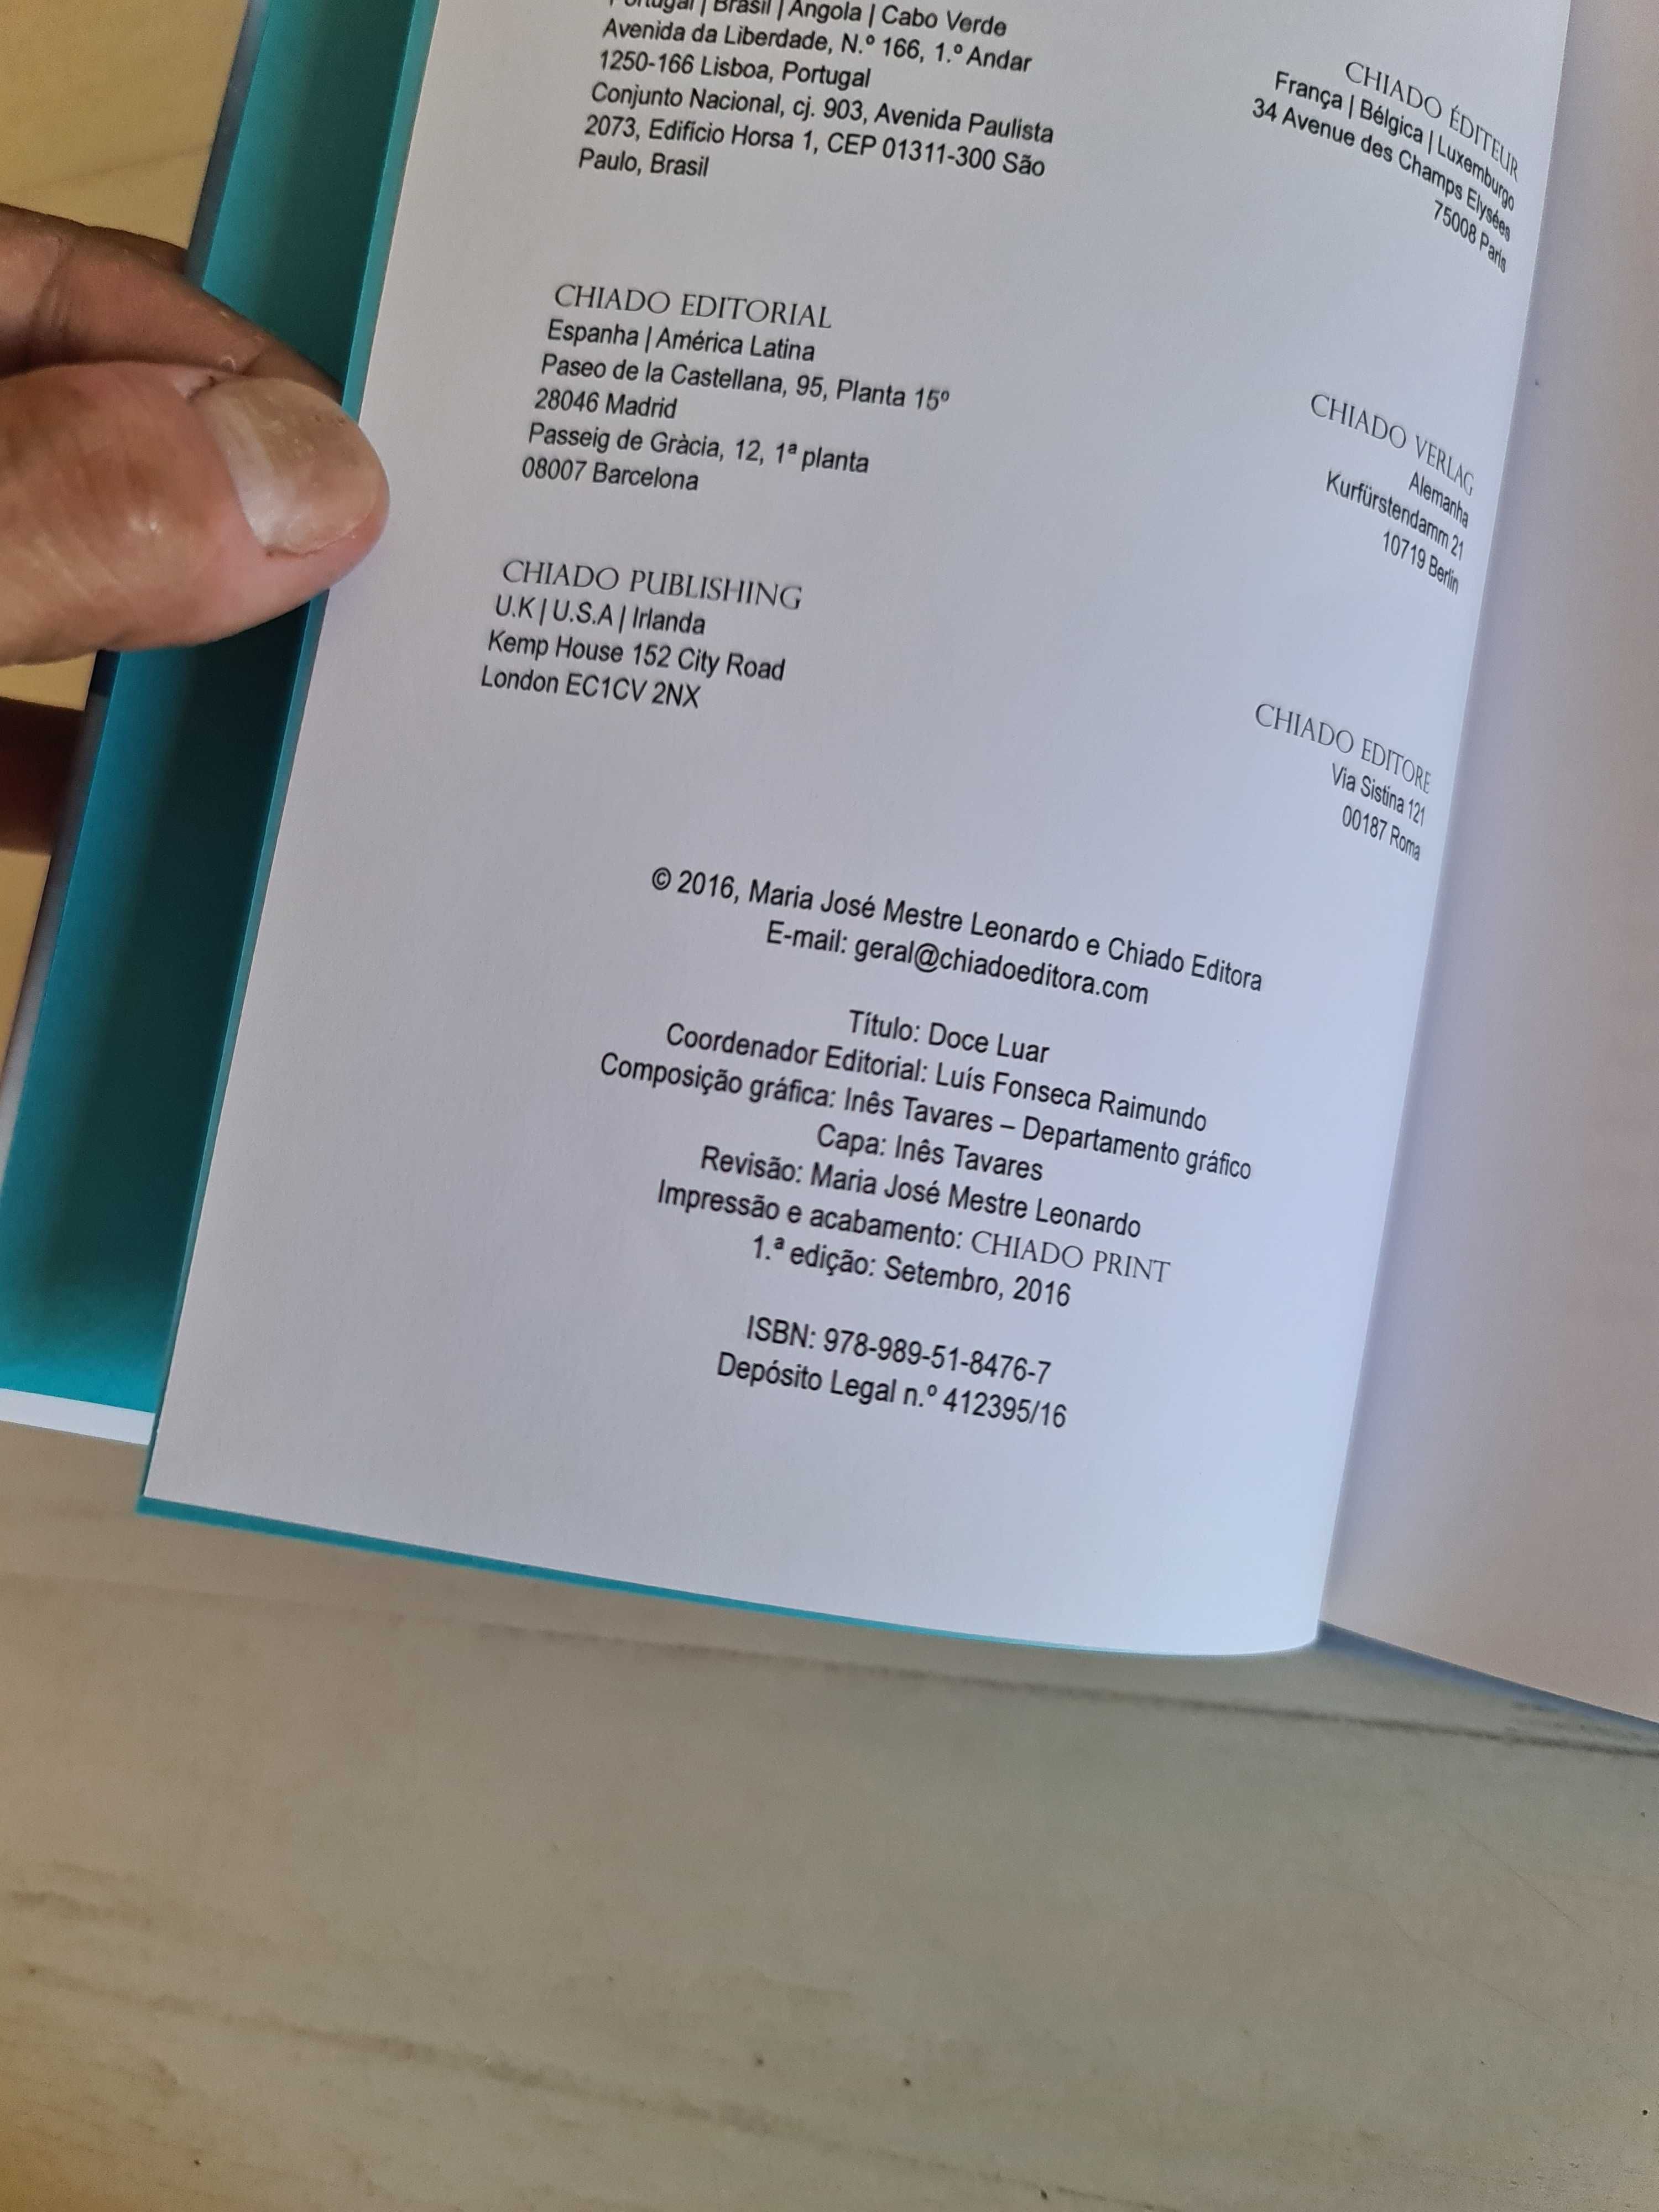 Portugal | Brasil | Angola | Cabo Verde
Avenida da Liberdade, N.º 166, 1.º Andar
1250-166 Lisboa, Portugal
Conjunto Nacional, cj. 903, Avenida Paulista
2073, Edifício Horsa 1, CEP 01311-300 São
Paulo, Brasil
CHIADO ÉDITEUR
França | Bélgica | Luxemburgo
34 Avenue des Champs Elysées
75008 Paris
CHIADO EDITORIAL
Espanha | América Latina
Paseo de la Castellana, 95, Planta 15º
28046 Madrid
Passeig de Gràcia, 12, 1ª planta
08007 Barcelona
CHIADO VERLAG
Alemanha
Kurfürstendamm 21
10719 Berlin
CHIADO PUBLISHING
U.K | U.S.A | Irlanda
Kemp House 152 City Road
London EC1CV 2NX
CHIADO EDITORE
Via Sistina 121
00187 Roma
© 2016, Maria José Mestre Leonardo e Chiado Editora
E-mail: geral@chiadoeditora.com
Título: Doce Luar
Coordenador Editorial: Luís Fonseca Raimundo
Composição gráfica: Inês Tavares – Departamento gráfico
Capa: Inês Tavares
Revisão: Maria José Mestre Leonardo
Impressão e acabamento: CHIADO PRINT
1.ª edição: Setembro, 2016
ISBN: 978-989-51-8476-7
Depósito Legal n.º 412395/16